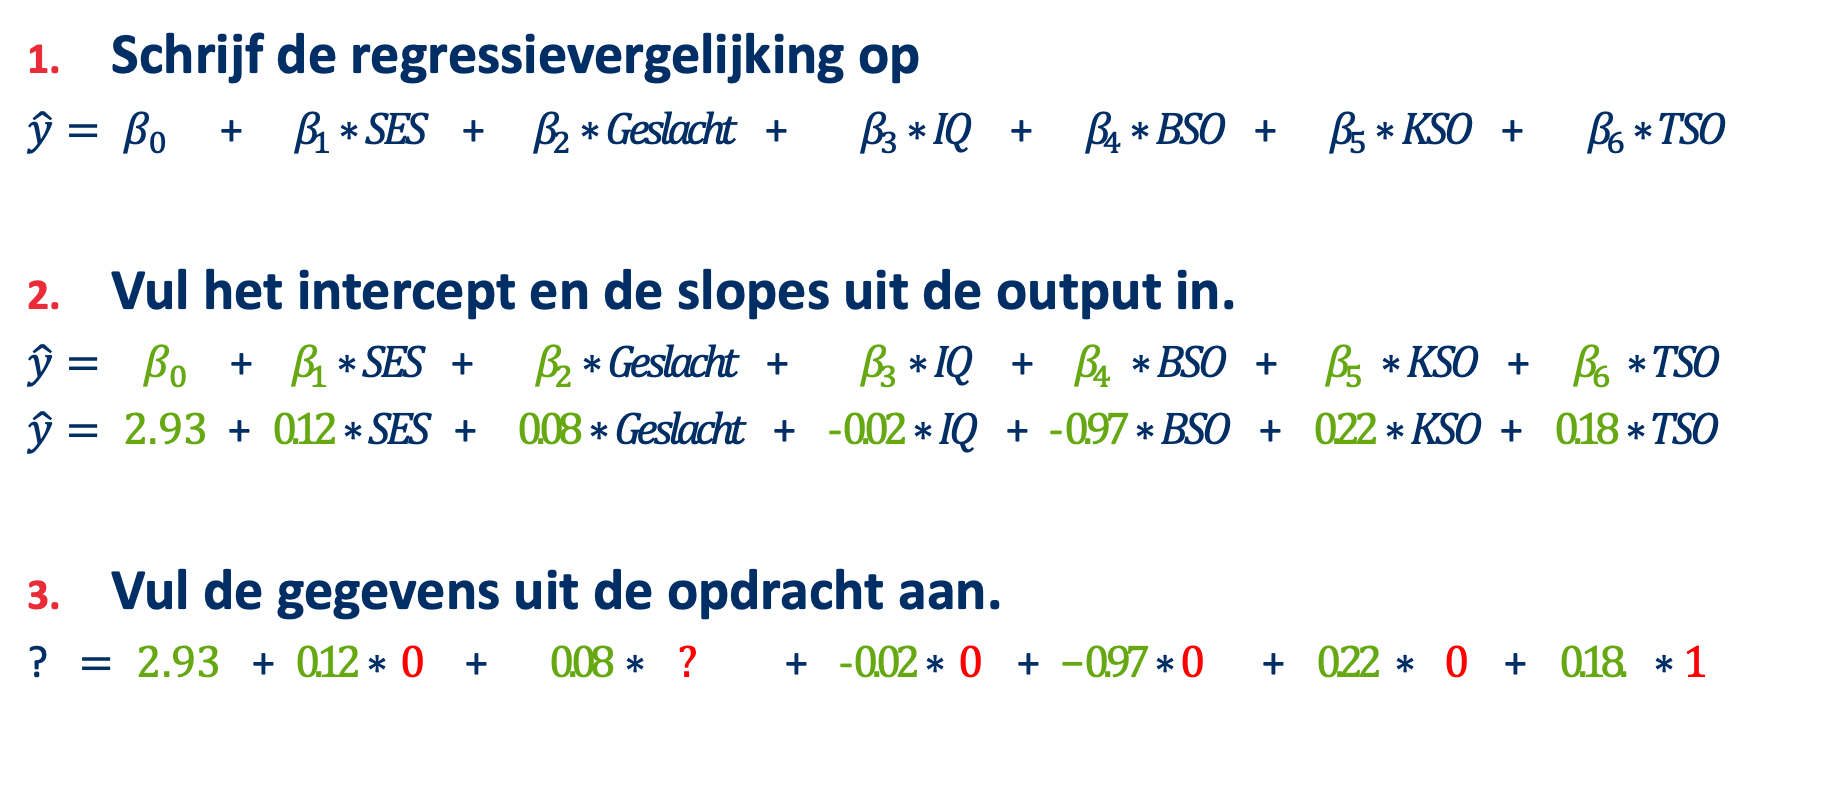 1. Schrijf de regressievergelijking op
ŷ = β₀ + β₁ * SES + β₂ * Geslacht + β₃ * IQ + β₄ * BSO + β₅ * KSO + β₆ * TSO
2. Vul het intercept en de slopes uit de output in.
ŷ = β₀ + β₁ * SES + β₂ * Geslacht + β₃ * IQ + β₄ * BSO + β₅ * KSO + β₆ * TSO
ŷ = 2.93 + 0.12 * SES + 0.08 * Geslacht + -0.02 * IQ + -0.97 * BSO + 0.22 * KSO + 0.18 * TSO
3. Vul de gegevens uit de opdracht aan.
? = 2.93 + 0.12 * 0 + 0.08 * ? + -0.02 * 0 + −0.97 * 0 + 0.22 * 0 + 0.18. * 1